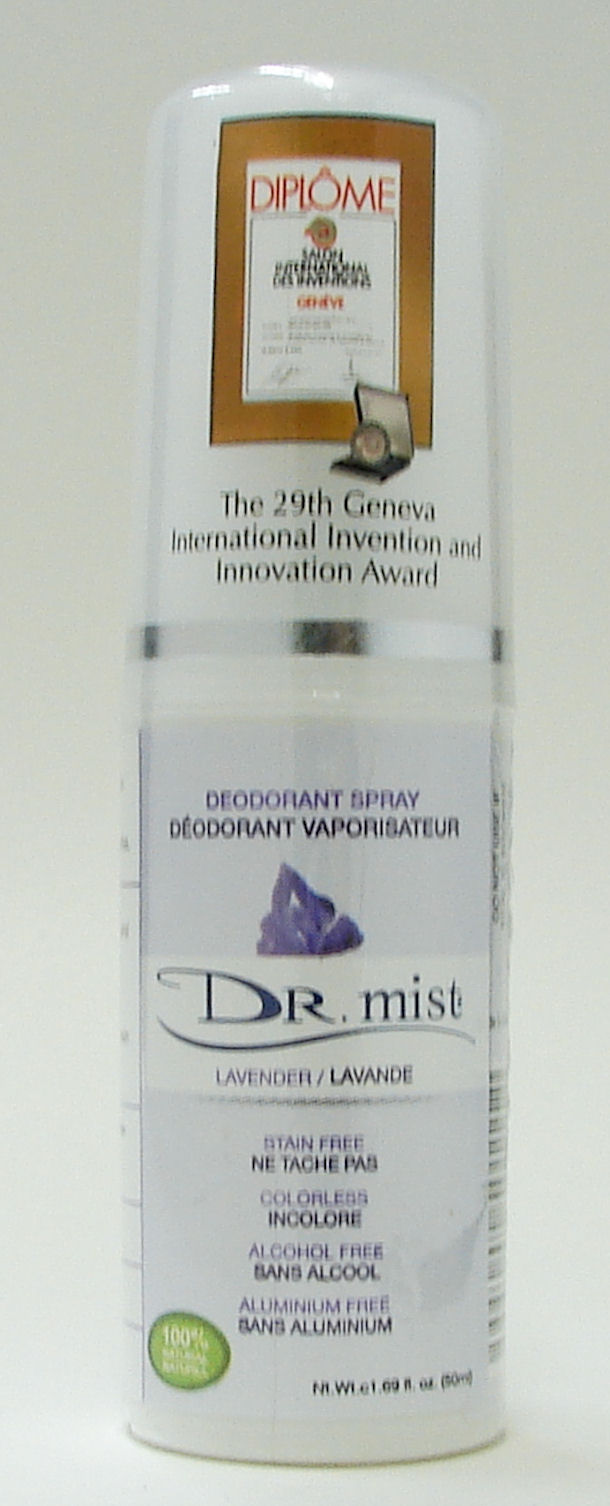 DIPLÔME
SALON
INTERNATIONAL
DES INVENTIONS
GENÈVE
The 29th Geneva
International Invention and
Innovation Award
DEODORANT SPRAY
DÉODORANT VAPORISATEUR
DR. mist
LAVENDER / LAVANDE
STAIN FREE
NE TACHE PAS
COLORLESS
INCOLORE
ALCOHOL FREE
SANS ALCOOL
ALUMINIUM FREE
SANS ALUMINIUM
100%
NATURAL
NATUREL
Nt.Wt.e1.69 fl. oz. (50ml)